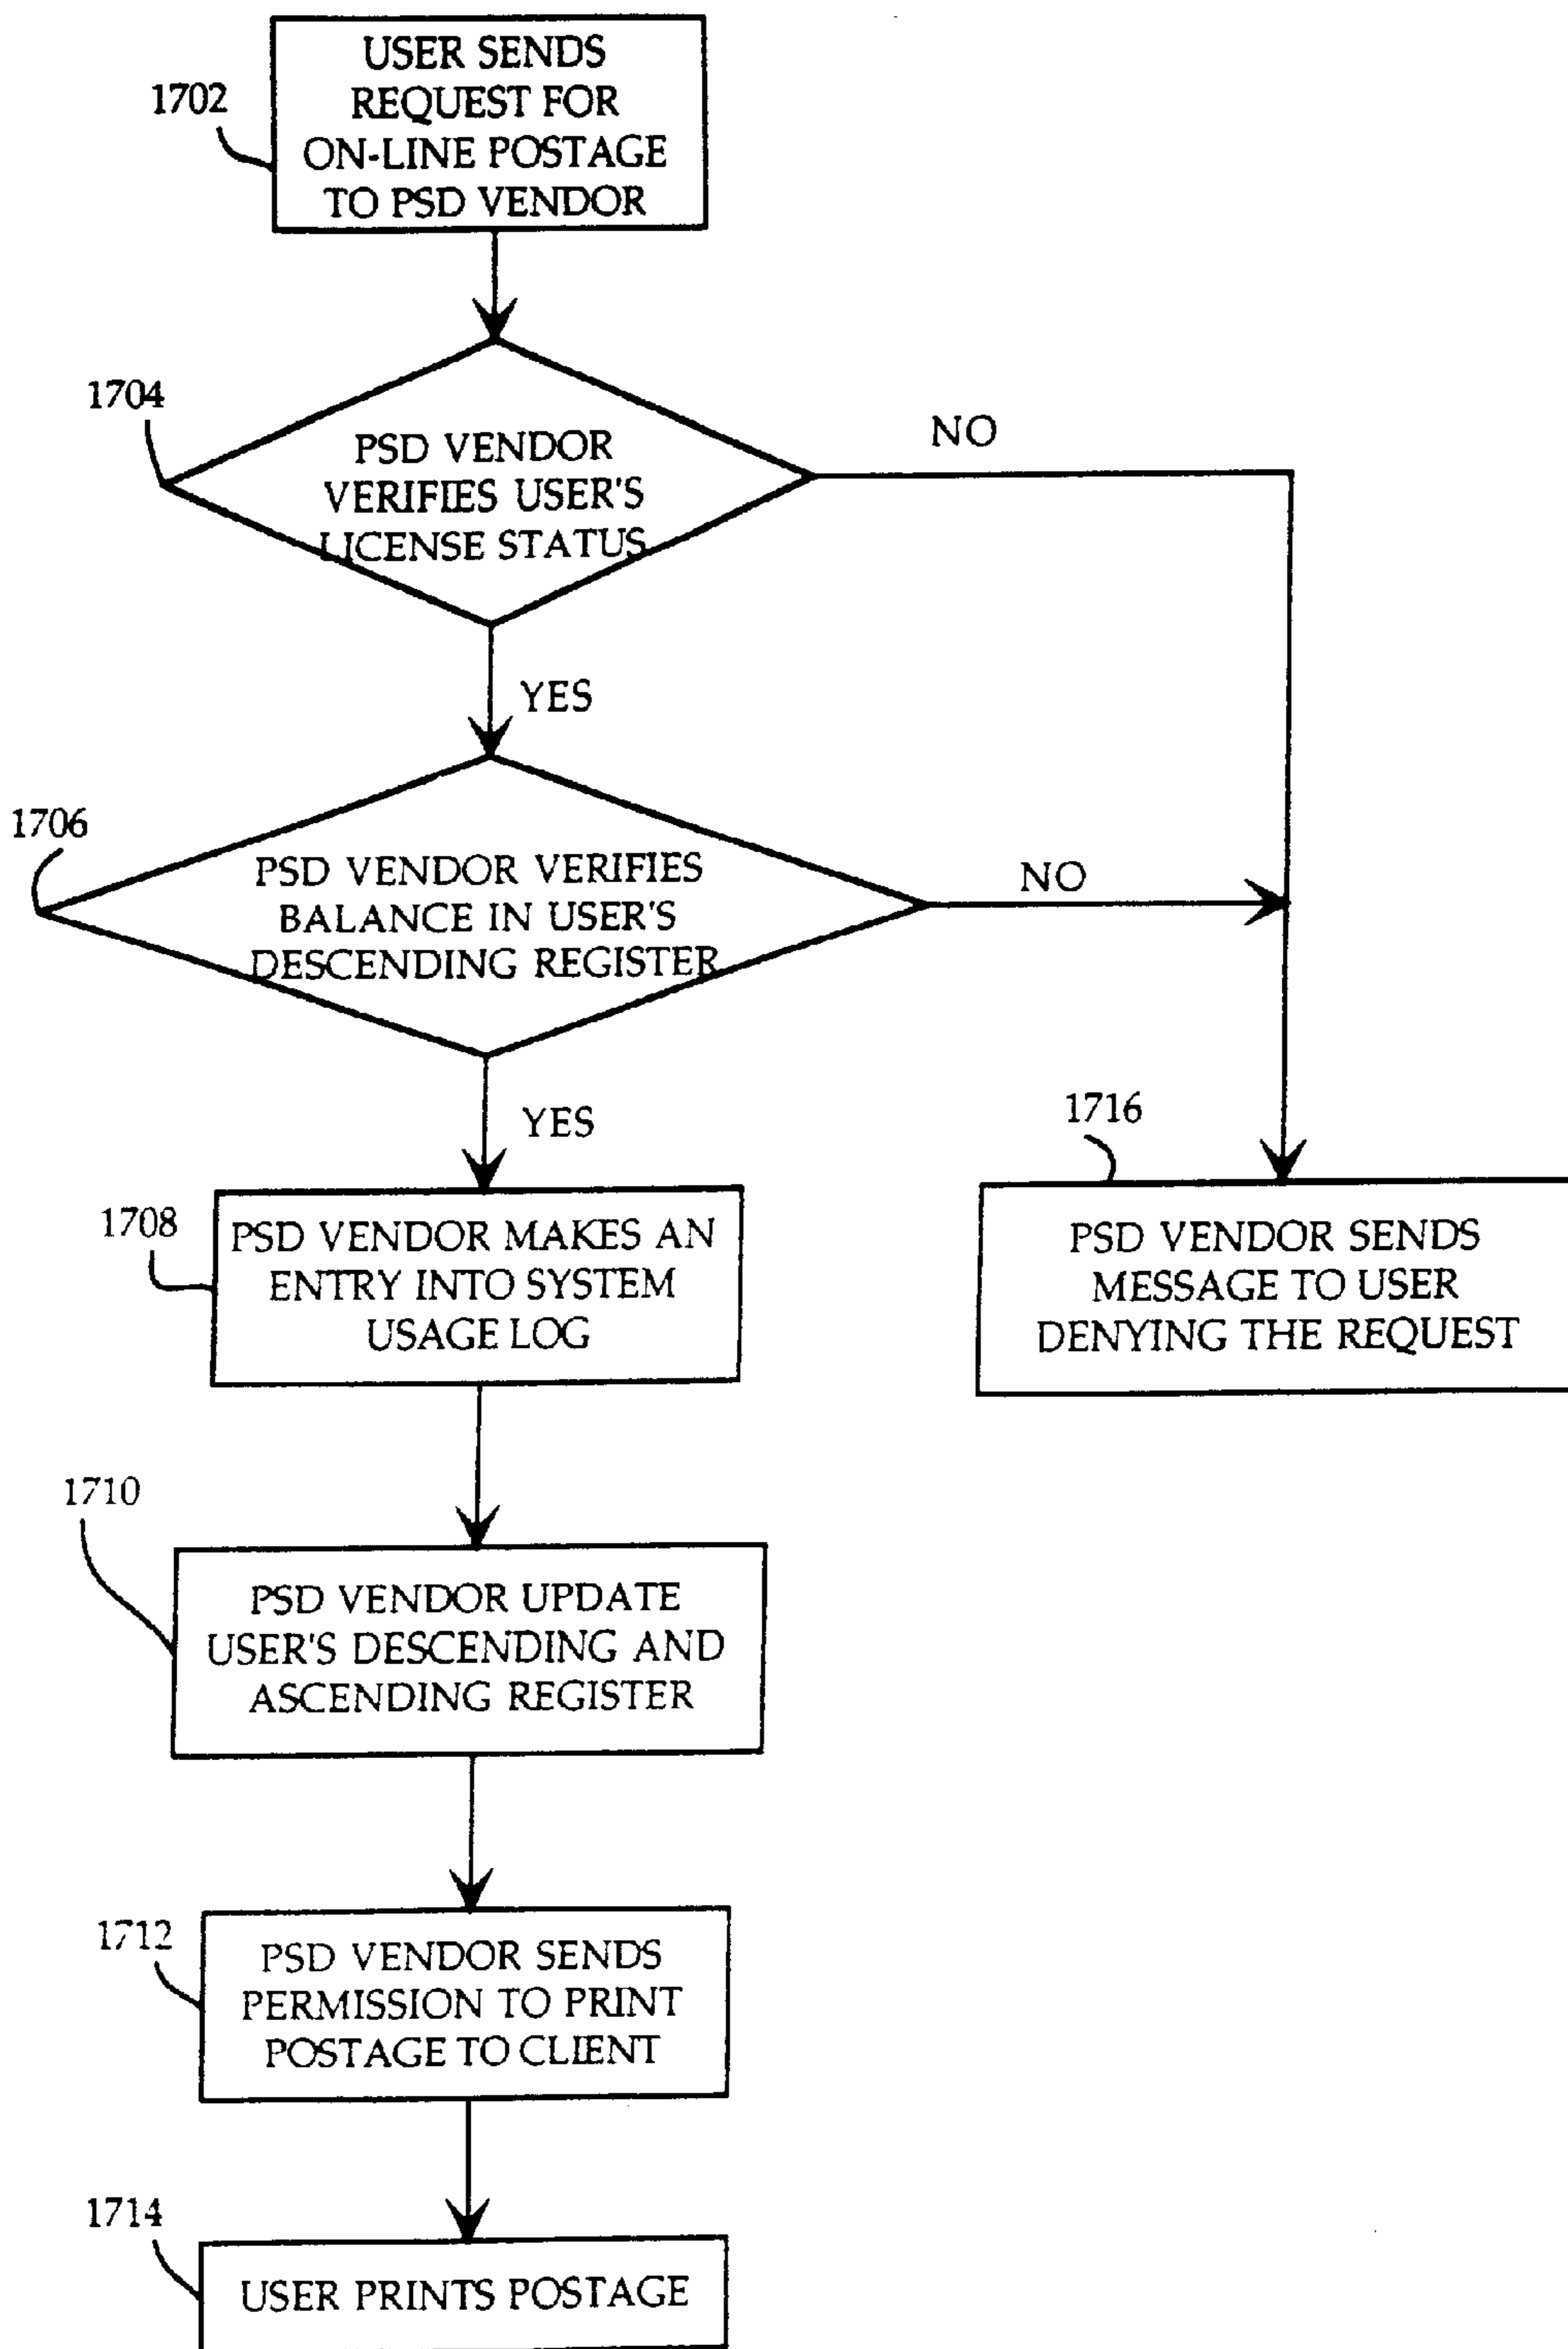 USER SENDS
REQUEST FOR
ON-LINE POSTAGE
TO PSD VENDOR
1702
1704
PSD VENDOR
VERIFIES USER'S
LICENSE STATUS
NO
YES
1706
PSD VENDOR VERIFIES
BALANCE IN USER'S
DESCENDING REGISTER
NO
YES
1708
PSD VENDOR MAKES AN
ENTRY INTO SYSTEM
USAGE LOG
1716
PSD VENDOR SENDS
MESSAGE TO USER
DENYING THE REQUEST
1710
PSD VENDOR UPDATE
USER'S DESCENDING AND
ASCENDING REGISTER
1712
PSD VENDOR SENDS
PERMISSION TO PRINT
POSTAGE TO CLIENT
1714
USER PRINTS POSTAGE